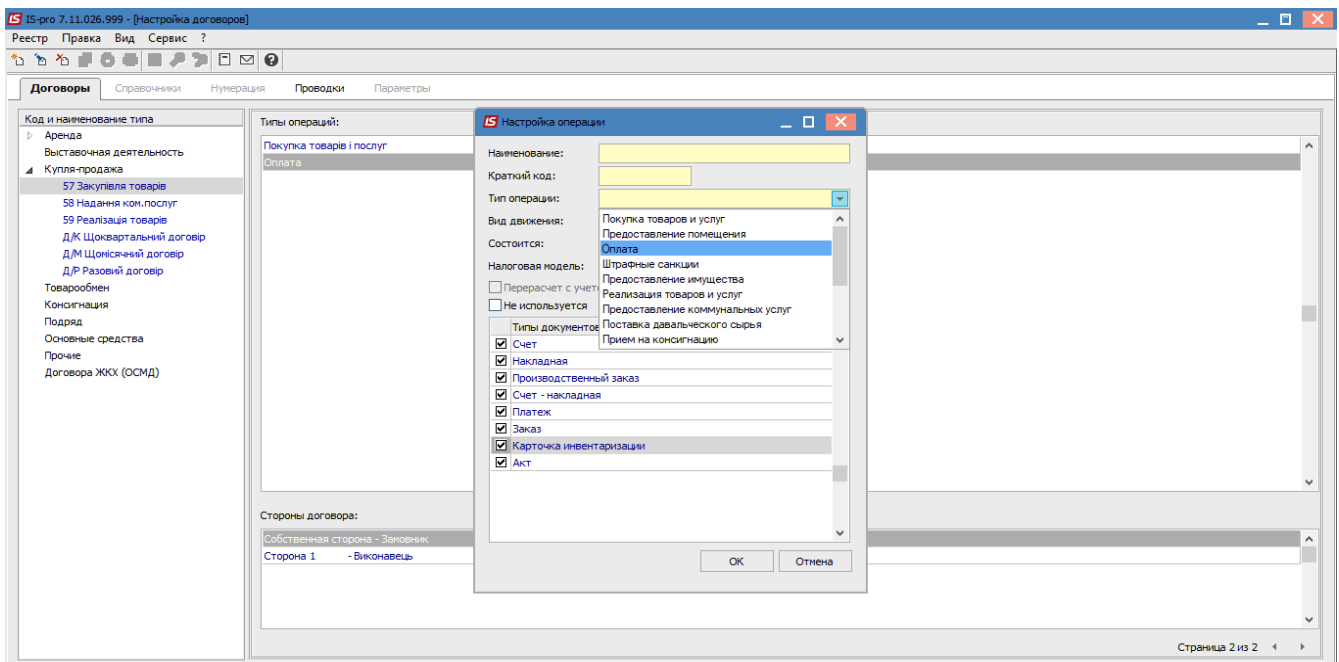 IS IS-pro 7.11.026.999 - [Настройка договоров]
Реестр Правка Вид Сервис ?
Договоры Справочники Нумерация Проводки Параметры
Код и наименование типа
Аренда
Выставочная деятельность
Купля-продажа
57 Закупівля товарів
58 Надання ком.послуг
59 Реалізація товарів
Д/К Щоквартальний договір
Д/М Щомісячний договір
Д/Р Разовий договір
Товарообмен
Консигнация
Подряд
Основные средства
Прочие
Договора ЖКХ (ОСМД)
Типы операций:
Покупка товарів і послуг
Оплата
Стороны договора:
Собственная сторона - Замовник
Сторона 1 - Виконавець
IS Настройка операции
Наименование:
Краткий код:
Тип операции:
Вид движения:
Состоится:
Налоговая модель:
Перерасчет с учет
Не используется
Покупка товаров и услуг
Предоставление помещения
Оплата
Штрафные санкции
Предоставление имущества
Реализация товаров и услуг
Предоставление коммунальных услуг
Поставка давальческого сырья
Прием на консигнацию
Типы документов
Счет
Накладная
Производственный заказ
Счет - накладная
Платеж
Заказ
Карточка инвентаризации
Акт
OK Отмена
Страница 2 из 2